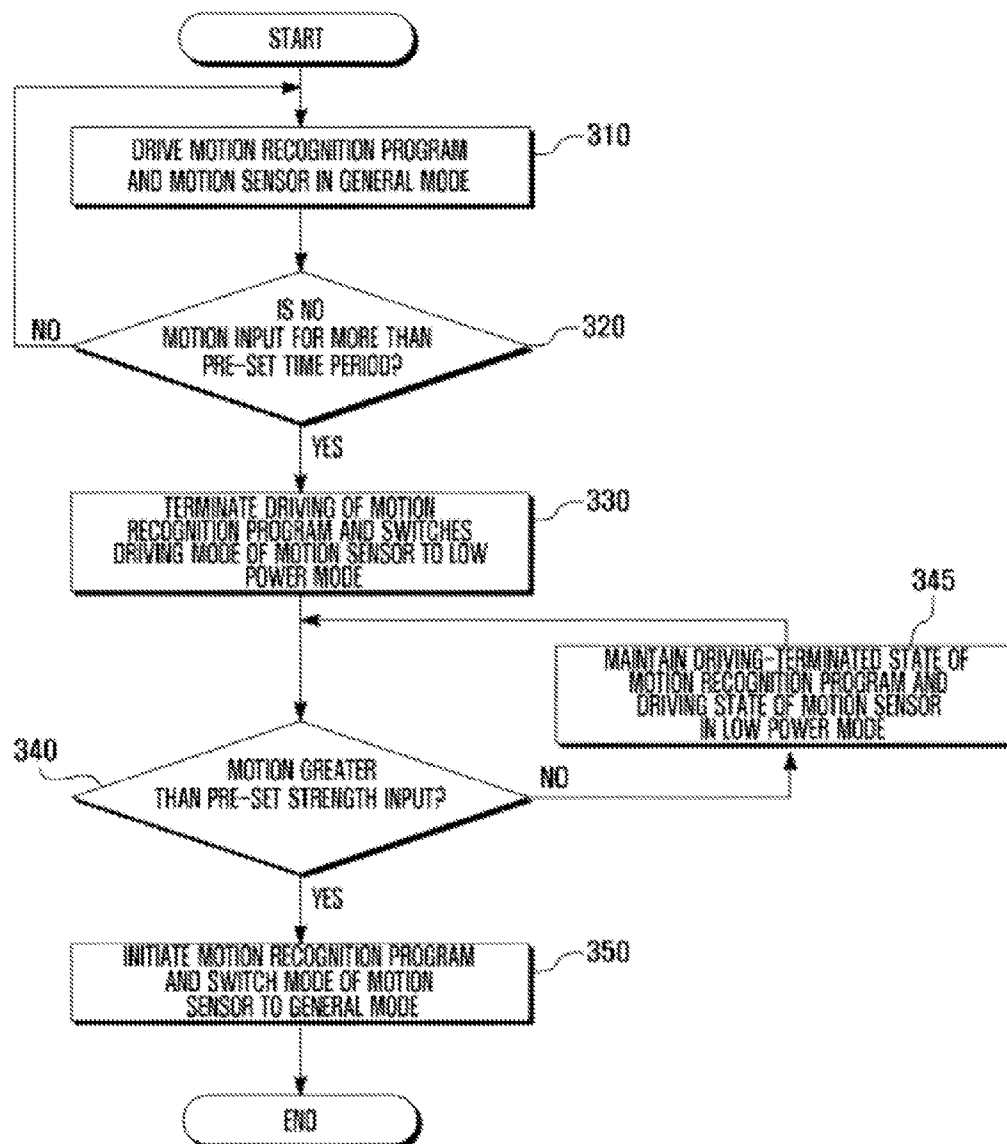 START
DRIVE MOTION RECOGNITION PROGRAM
AND MOTION SENSOR IN GENERAL MODE
310
IS NO
MOTION INPUT FOR MORE THAN
PRE-SET TIME PERIOD?
320
NO
YES
TERMINATE DRIVING OF MOTION
RECOGNITION PROGRAM AND SWITCHES
DRIVING MODE OF MOTION SENSOR TO LOW
POWER MODE
330
345
MAINTAIN DRIVING-TERMINATED STATE OF
MOTION RECOGNITION PROGRAM AND
DRIVING STATE OF MOTION SENSOR
IN LOW POWER MODE
340
MOTION GREATER
THAN PRE-SET STRENGTH INPUT?
NO
YES
INITIATE MOTION RECOGNITION PROGRAM
AND SWITCH MODE OF MOTION
SENSOR TO GENERAL MODE
350
END